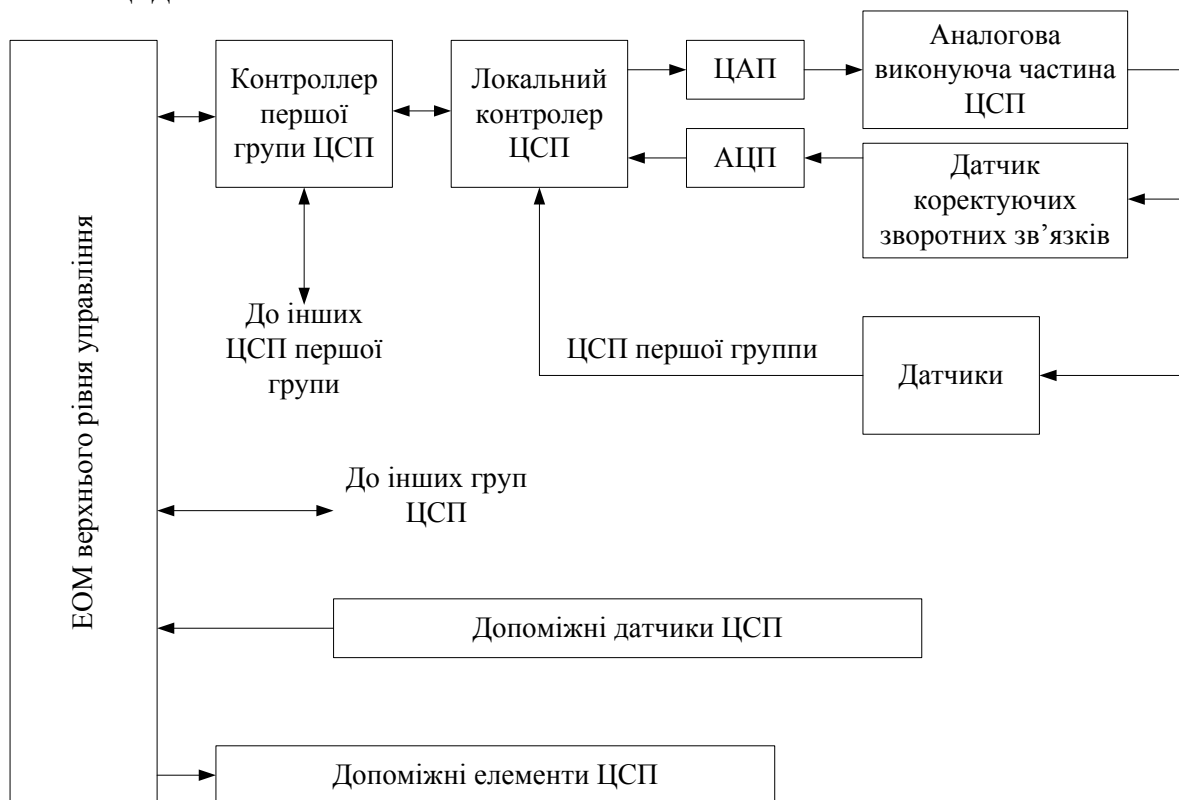 Контроллер
першої
групи ЦСП
Локальний
контролер
ЦСП
ЦАП
Аналогова
виконуюча частина
ЦСП
АЦП
Датчик
коректуючих
зворотних зв’язків
ЕОМ верхнього рівня управління
До інших
ЦСП першої
групи
ЦСП першої группи
Датчики
До інших груп
ЦСП
Допоміжні датчики ЦСП
Допоміжні елементи ЦСП